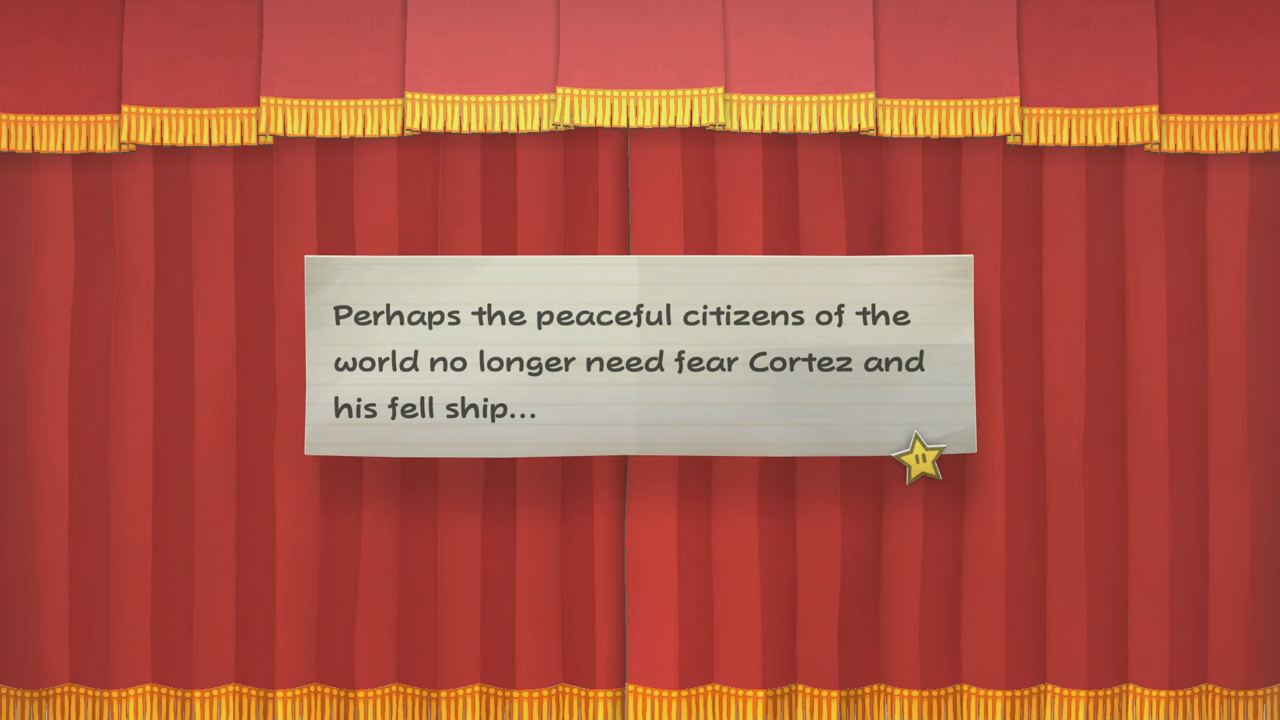 Perhaps the peaceful citizens of the
world no longer need fear Cortez and
his fell ship...